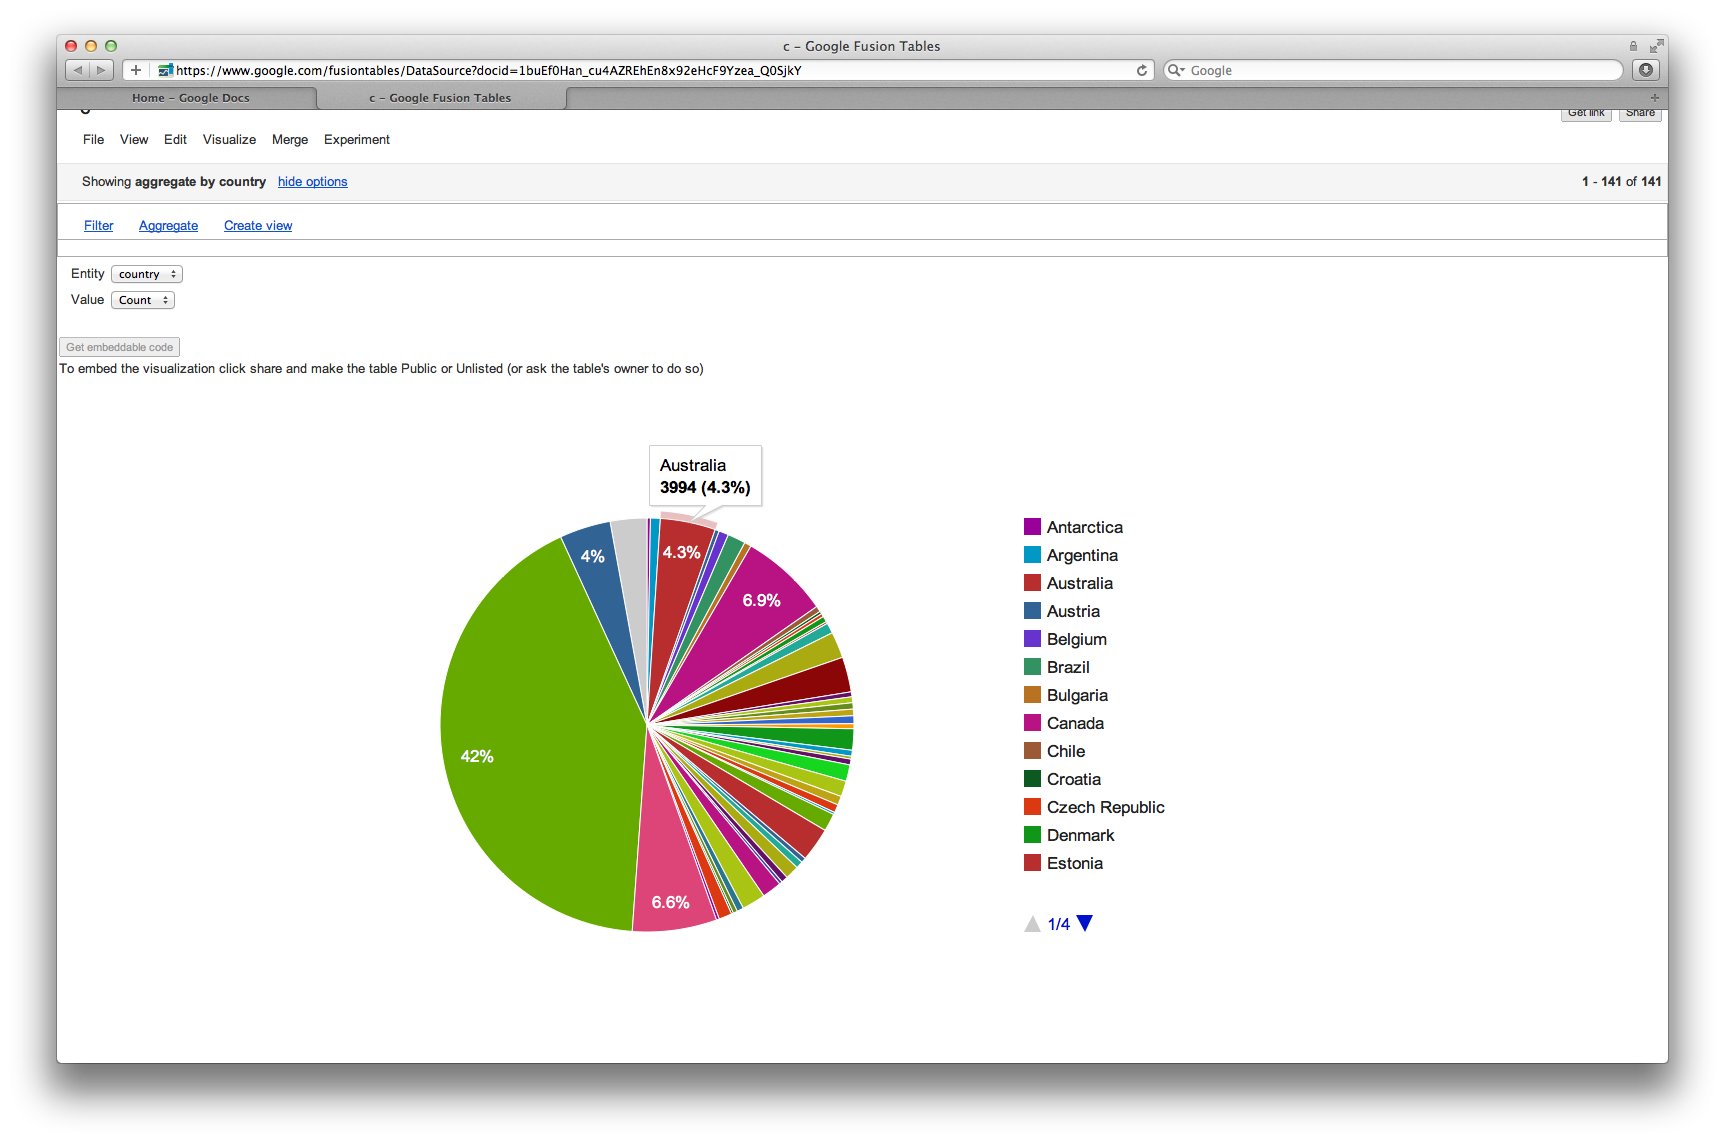 c – Google Fusion Tables
https://www.google.com/fusiontables/DataSource?docid=1buEf0Han_cu4AZREhEn8x92eHcF9Yzea_Q0SjkY
Google
Home – Google Docs
c – Google Fusion Tables
Get link
Share
File View Edit Visualize Merge Experiment
Showing aggregate by country hide options
1 - 141 of 141
Filter Aggregate Create view
Entity country
Value Count
Get embeddable code
To embed the visualization click share and make the table Public or Unlisted (or ask the table's owner to do so)
Australia
3994 (4.3%)
4%
4.3%
6.9%
42%
6.6%
Antarctica
Argentina
Australia
Austria
Belgium
Brazil
Bulgaria
Canada
Chile
Croatia
Czech Republic
Denmark
Estonia
1/4